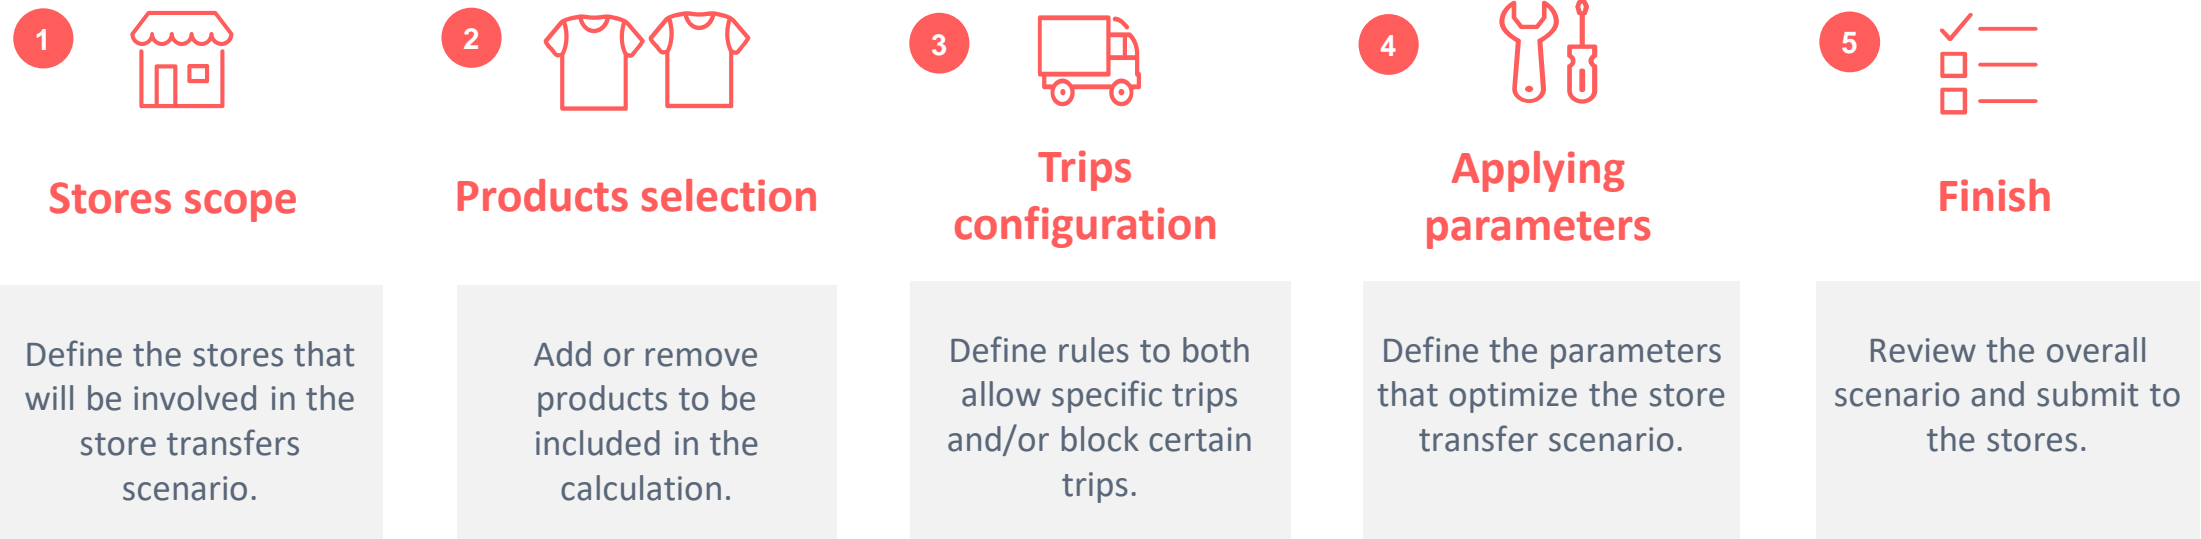 1
Stores scope
Define the stores that
will be involved in the
store transfers
scenario.
2
Products selection
Add or remove
products to be
included in the
calculation.
3
Trips
configuration
Define rules to both
allow specific trips
and/or block certain
trips.
4
Applying
parameters
Define the parameters
that optimize the store
transfer scenario.
5
Finish
Review the overall
scenario and submit to
the stores.